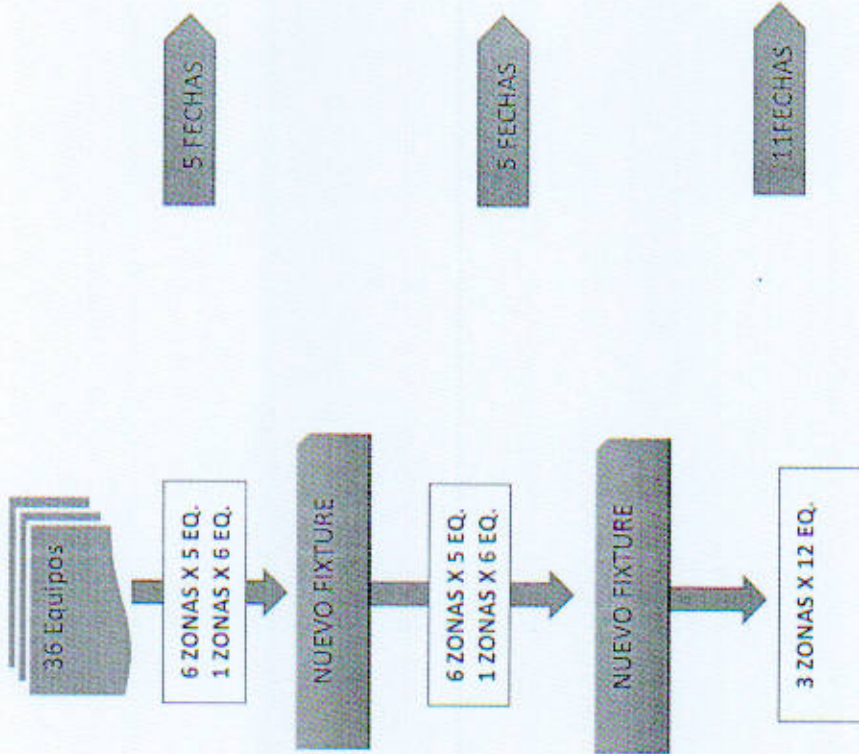 36 Equipos
6 ZONAS X 5 EQ.
1 ZONAS X 6 EQ.
5 FECHAS
NUEVO FIXTURE
6 ZONAS X 5 EQ.
1 ZONAS X 6 EQ.
5 FECHAS
NUEVO FIXTURE
3 ZONAS X 12 EQ.
11FECHAS